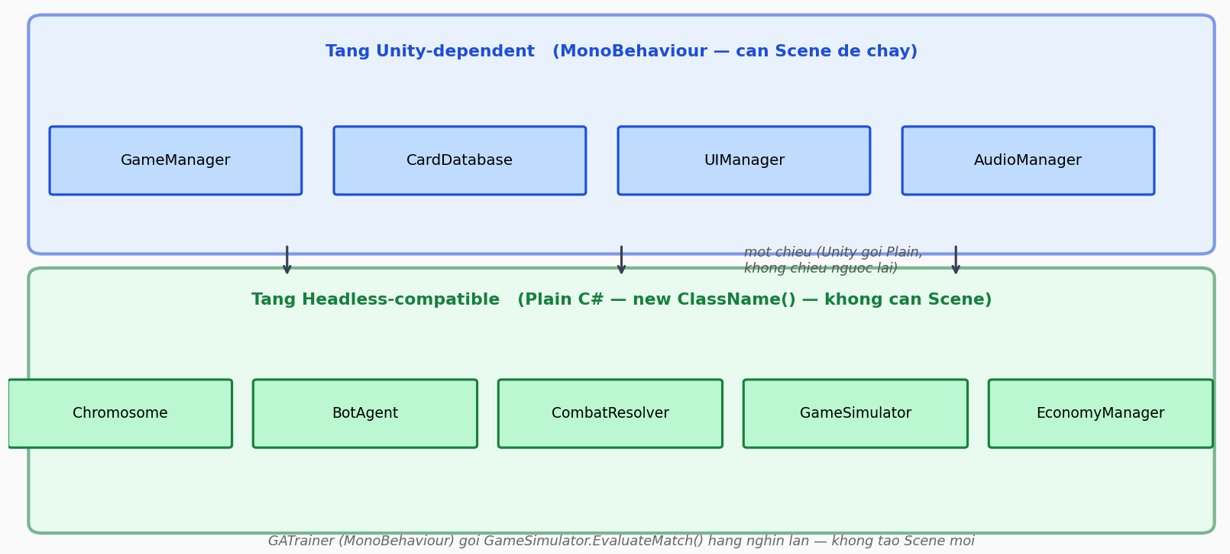 Tang Unity-dependent (MonoBehaviour — can Scene de chay)
GameManager
CardDatabase
UIManager
AudioManager
mot chieu (Unity goi Plain,
khong chieu nguoc lai)
Tang Headless-compatible (Plain C# — new ClassName() — khong can Scene)
Chromosome
BotAgent
CombatResolver
GameSimulator
EconomyManager
GATrainer (MonoBehaviour) goi GameSimulator.EvaluateMatch() hang nghin lan — khong tao Scene moi